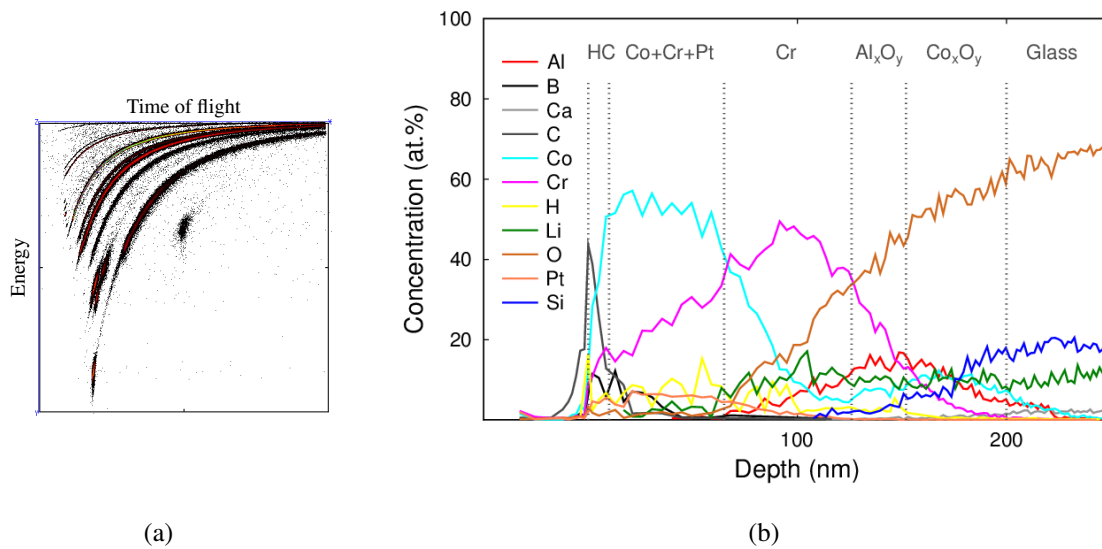 Time of flight
Energy
(a)
100
80
60
40
20
Concentration (at.%)
HC Co+Cr+Pt Cr AlxOy CoxOy Glass
Al
B
Ca
C
Co
Cr
H
Li
O
Pt
Si
100 200
Depth (nm)
(b)